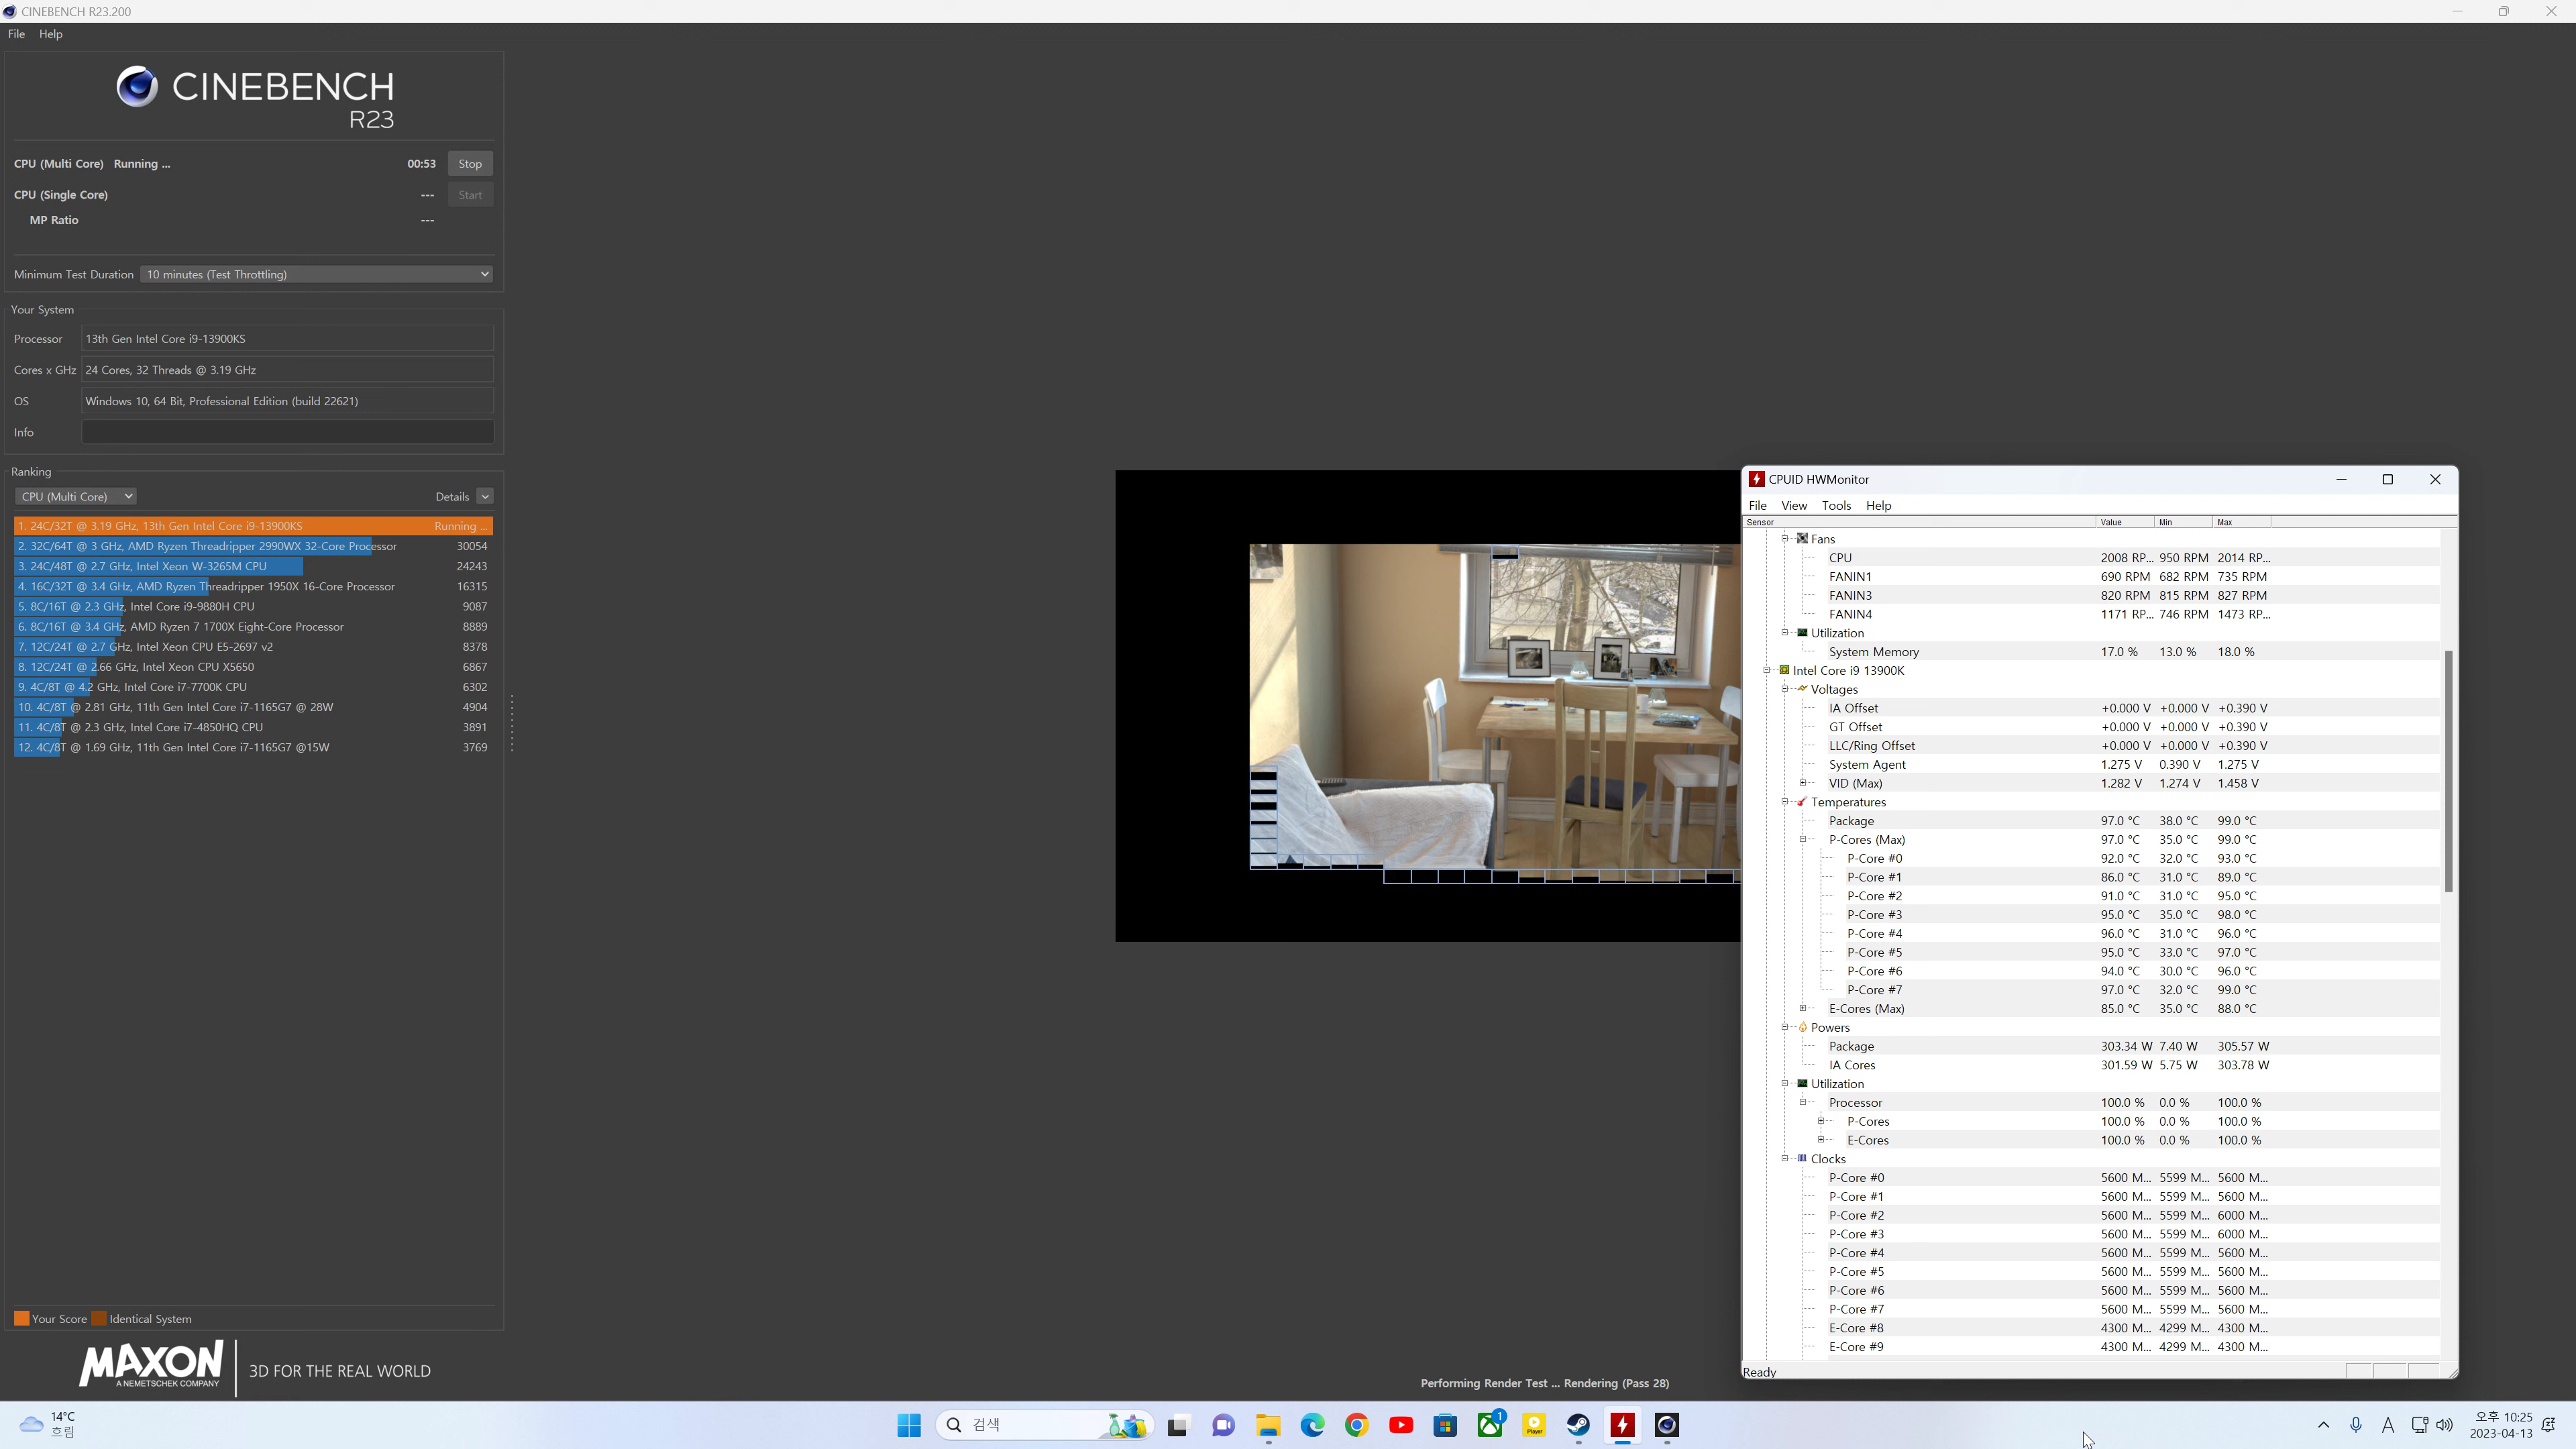 CINEBENCH R23.200
File Help
CINEBENCH
R23
CPU (Multi Core) Running ... 00:53 Stop
CPU (Single Core) --- Start
MP Ratio ---
Minimum Test Duration 10 minutes (Test Throttling)
Your System
Processor 13th Gen Intel Core i9-13900KS
Cores x GHz 24 Cores, 32 Threads @ 3.19 GHz
OS Windows 10, 64 Bit, Professional Edition (build 22621)
Info
Ranking
CPU (Multi Core) Details
1. 24C/32T @ 3.19 GHz, 13th Gen Intel Core i9-13900KS Running ...
2. 32C/64T @ 3 GHz, AMD Ryzen Threadripper 2990WX 32-Core Processor 30054
3. 24C/48T @ 2.7 GHz, Intel Xeon W-3265M CPU 24243
4. 16C/32T @ 3.4 GHz, AMD Ryzen Threadripper 1950X 16-Core Processor 16315
5. 8C/16T @ 2.3 GHz, Intel Core i9-9880H CPU 9087
6. 8C/16T @ 3.4 GHz, AMD Ryzen 7 1700X Eight-Core Processor 8889
7. 12C/24T @ 2.7 GHz, Intel Xeon CPU E5-2697 v2 8378
8. 12C/24T @ 2.66 GHz, Intel Xeon CPU X5650 6867
9. 4C/8T @ 4.2 GHz, Intel Core i7-7700K CPU 6302
10. 4C/8T @ 2.81 GHz, 11th Gen Intel Core i7-1165G7 @ 28W 4904
11. 4C/8T @ 2.3 GHz, Intel Core i7-4850HQ CPU 3891
12. 4C/8T @ 1.69 GHz, 11th Gen Intel Core i7-1165G7 @15W 3769
Your Score Identical System
MAXON
A NEMETSCHEK COMPANY
3D FOR THE REAL WORLD
Performing Render Test ... Rendering (Pass 28)
CPUID HWMonitor
File View Tools Help
Sensor Value Min Max
Fans
CPU 2008 RP... 950 RPM 2014 RP...
FANIN1 690 RPM 682 RPM 735 RPM
FANIN3 820 RPM 815 RPM 827 RPM
FANIN4 1171 RP... 746 RPM 1473 RP...
Utilization
System Memory 17.0 % 13.0 % 18.0 %
Intel Core i9 13900K
Voltages
IA Offset +0.000 V +0.000 V +0.390 V
GT Offset +0.000 V +0.000 V +0.390 V
LLC/Ring Offset +0.000 V +0.000 V +0.390 V
System Agent 1.275 V 0.390 V 1.275 V
VID (Max) 1.282 V 1.274 V 1.458 V
Temperatures
Package 97.0 °C 38.0 °C 99.0 °C
P-Cores (Max) 97.0 °C 35.0 °C 99.0 °C
P-Core #0 92.0 °C 32.0 °C 93.0 °C
P-Core #1 86.0 °C 31.0 °C 89.0 °C
P-Core #2 91.0 °C 31.0 °C 95.0 °C
P-Core #3 95.0 °C 35.0 °C 98.0 °C
P-Core #4 96.0 °C 31.0 °C 96.0 °C
P-Core #5 95.0 °C 33.0 °C 97.0 °C
P-Core #6 94.0 °C 30.0 °C 96.0 °C
P-Core #7 97.0 °C 32.0 °C 99.0 °C
E-Cores (Max) 85.0 °C 35.0 °C 88.0 °C
Powers
Package 303.34 W 7.40 W 305.57 W
IA Cores 301.59 W 5.75 W 303.78 W
Utilization
Processor 100.0 % 0.0 % 100.0 %
P-Cores 100.0 % 0.0 % 100.0 %
E-Cores 100.0 % 0.0 % 100.0 %
Clocks
P-Core #0 5600 M... 5599 M... 5600 M...
P-Core #1 5600 M... 5599 M... 5600 M...
P-Core #2 5600 M... 5599 M... 6000 M...
P-Core #3 5600 M... 5599 M... 6000 M...
P-Core #4 5600 M... 5599 M... 5600 M...
P-Core #5 5600 M... 5599 M... 5600 M...
P-Core #6 5600 M... 5599 M... 5600 M...
P-Core #7 5600 M... 5599 M... 5600 M...
E-Core #8 4300 M... 4299 M... 4300 M...
E-Core #9 4300 M... 4299 M... 4300 M...
Ready
14°C
흐림
검색
1
Player
A
오후 10:25
2023-04-13